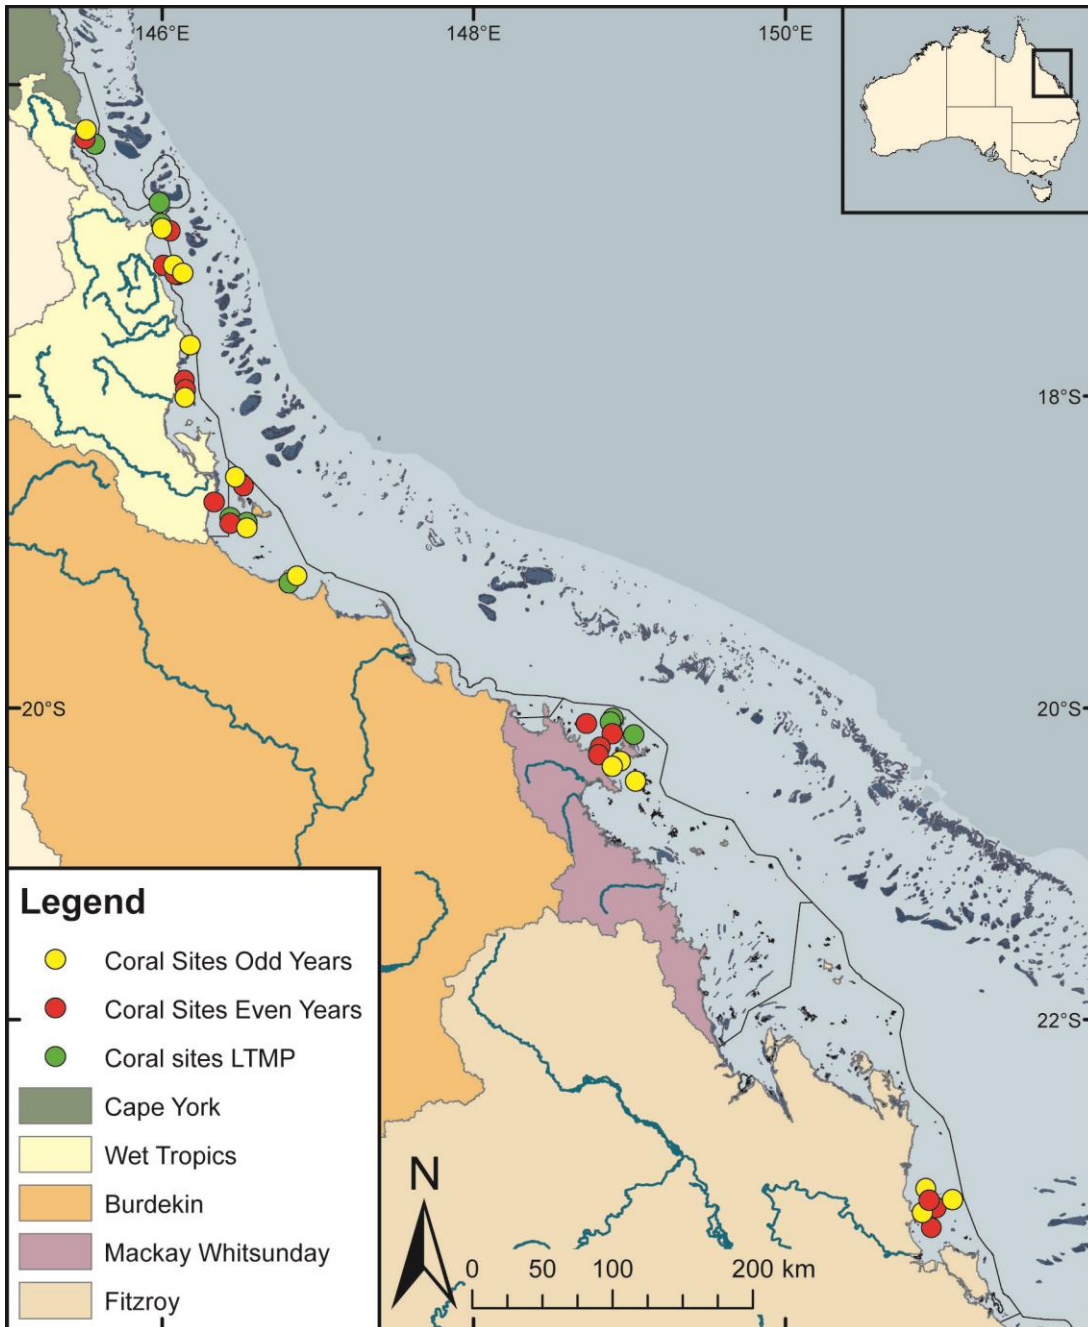 146°E 148°E 150°E
18°S
20°S 20°S
22°S
Legend
Coral Sites Odd Years
Coral Sites Even Years
Coral sites LTMP
Cape York
Wet Tropics
Burdekin
Mackay Whitsunday
Fitzroy
N
0 50 100 200 km